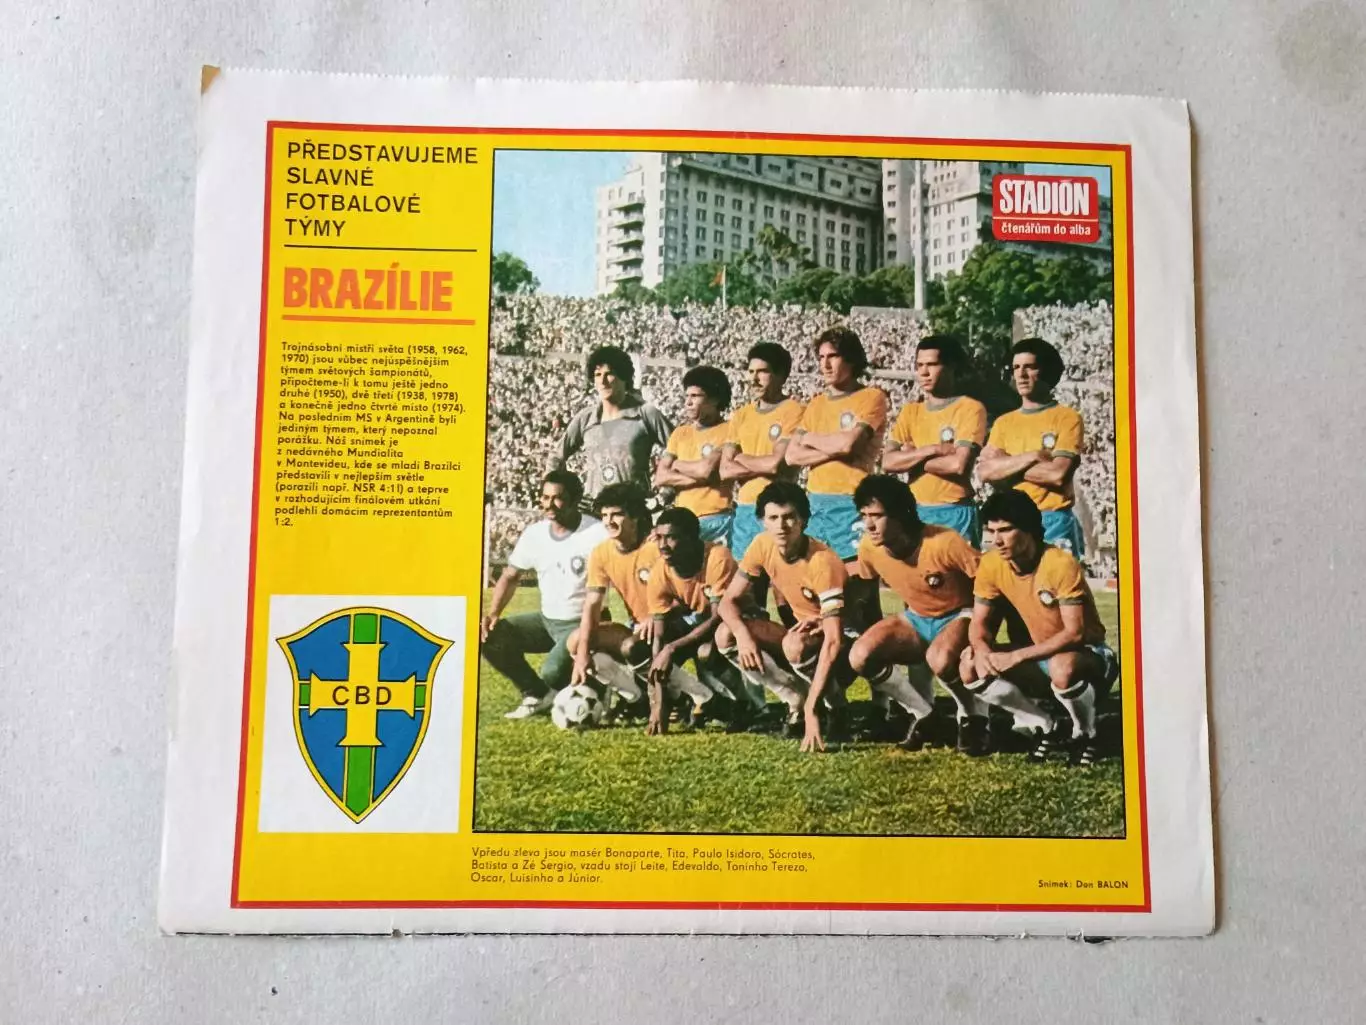 PŘEDSTAVUJEME
SLAVNÉ
FOTBALOVÉ
TÝMY
BRAZÍLIE
Trojnásobní mistři světa (1958, 1962,
1970) jsou vůbec nejúspěšnějším
týmem světových šampionátů,
připočteme-li k tomu ještě jedno
druhé (1950), dvě třetí (1938, 1978)
a konečně jedno čtvrté místo (1974).
Na posledním MS v Argentině byli
jediným týmem, který nepoznal
porážku. Náš snímek je
z nedávného Mundialita
v Montevideu, kde se mladí Brazilci
představili v nejlepším světle
(porazili např. NSR 4:1!) a teprve
v rozhodujícím finálovém utkání
podlehli domácím reprezentantům
1:2.
CBD
STADIÓN
čtenářům do alba
Vpředu zleva jsou masér Bonaparte, Tita, Paulo Isidoro, Sócrates,
Batista a Zé Sergio, vzadu stojí Leite, Edevaldo, Toninho Terezo,
Oscar, Luisinho a Júnior.
Snímek: Don BALON